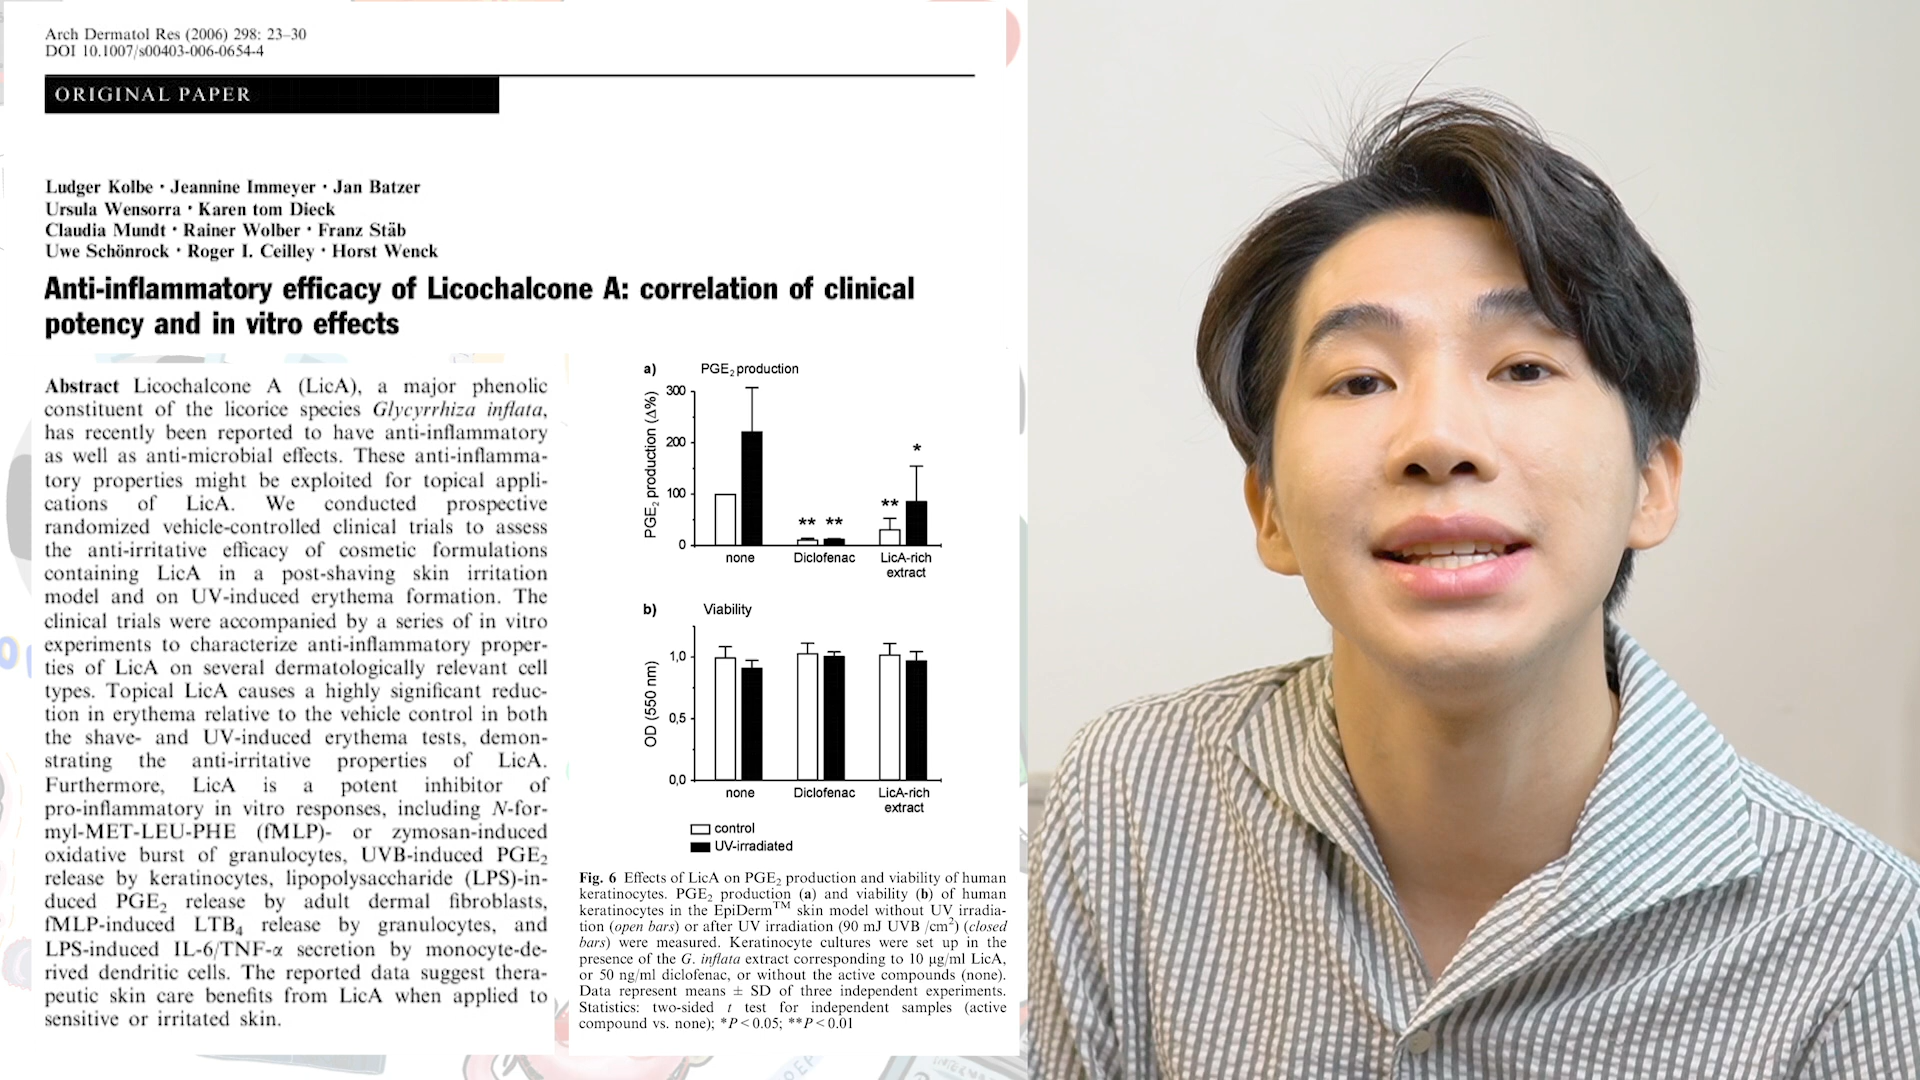 Arch Dermatol Res (2006) 298: 23–30
DOI 10.1007/s00403-006-0654-4
ORIGINAL PAPER
Ludger Kolbe · Jeannine Immeyer · Jan Batzer
Ursula Wensorra · Karen tom Dieck
Claudia Mundt · Rainer Wolber · Franz Stäb
Uwe Schönrock · Roger I. Ceilley · Horst Wenck
Anti-inflammatory efficacy of Licochalcone A: correlation of clinical
potency and in vitro effects
Abstract Licochalcone A (LicA), a major phenolic
constituent of the licorice species Glycyrrhiza inflata,
has recently been reported to have anti-inflammatory
as well as anti-microbial effects. These anti-inflamma-
tory properties might be exploited for topical appli-
cations of LicA. We conducted prospective
randomized vehicle-controlled clinical trials to assess
the anti-irritative efficacy of cosmetic formulations
containing LicA in a post-shaving skin irritation
model and on UV-induced erythema formation. The
clinical trials were accompanied by a series of in vitro
experiments to characterize anti-inflammatory proper-
ties of LicA on several dermatologically relevant cell
types. Topical LicA causes a highly significant reduc-
tion in erythema relative to the vehicle control in both
the shave- and UV-induced erythema tests, demon-
strating the anti-irritative properties of LicA.
Furthermore, LicA is a potent inhibitor of
pro-inflammatory in vitro responses, including N-for-
myl-MET-LEU-PHE (fMLP)- or zymosan-induced
oxidative burst of granulocytes, UVB-induced PGE₂
release by keratinocytes, lipopolysaccharide (LPS)-in-
duced PGE₂ release by adult dermal fibroblasts,
fMLP-induced LTB₄ release by granulocytes, and
LPS-induced IL-6/TNF-α secretion by monocyte-de-
rived dendritic cells. The reported data suggest thera-
peutic skin care benefits from LicA when applied to
sensitive or irritated skin.
a) PGE₂ production
PGE₂ production (Δ%)
300
200
100
0
** ** ** *
none Diclofenac LicA-rich
extract
b) Viability
OD (550 nm)
1,0
0,5
0,0
none Diclofenac LicA-rich
extract
control
UV-irradiated
Fig. 6 Effects of LicA on PGE₂ production and viability of human
keratinocytes. PGE₂ production (a) and viability (b) of human
keratinocytes in the EpiDerm™ skin model without UV irradia-
tion (open bars) or after UV irradiation (90 mJ UVB /cm²) (closed
bars) were measured. Keratinocyte cultures were set up in the
presence of the G. inflata extract corresponding to 10 µg/ml LicA,
or 50 ng/ml diclofenac, or without the active compounds (none).
Data represent means ± SD of three independent experiments.
Statistics: two-sided t test for independent samples (active
compound vs. none); *P < 0.05; **P < 0.01